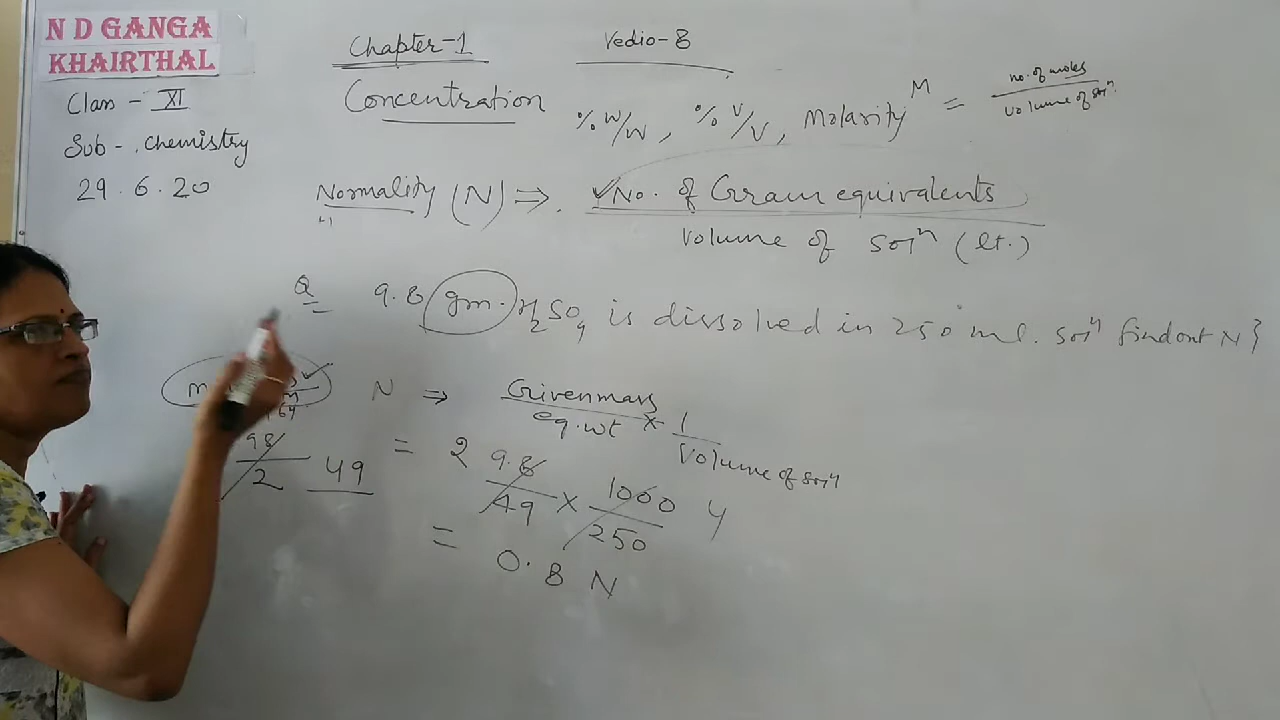 N D GANGA
KHAIRTHAL
Class - XI
Sub - Chemistry
29.6.20
Chapter-1 Vedio-8
Concentration % W/W, % V/V, Molarity M = no. of moles / Volume of solⁿ
Normality (N) ⇒ No. of Gram equivalents
Volume of solⁿ (lt.)
Q 9.8 gm. H₂SO₄ is dissolved in 250 ml. solⁿ find out N}
N ⇒ Given mass / eq. wt × 1 / Volume of solⁿ
98 / 2 49
= 2 9.8 / 49 × 1000 / 250 4
= 0.8 N